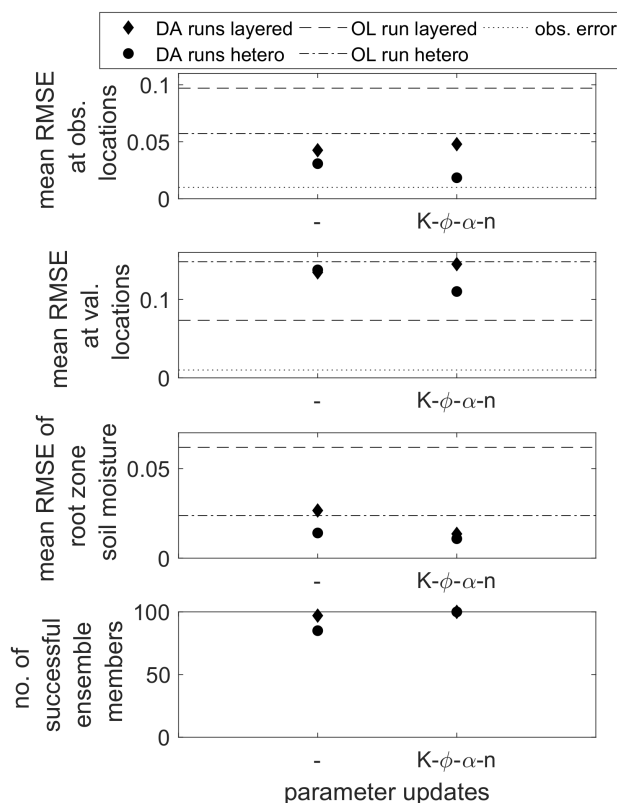 DA runs layered OL run layered obs. error
DA runs hetero OL run hetero
mean RMSE
at obs.
locations
0.1
0.05
0
- K-ϕ-α-n
mean RMSE
at val.
locations
0.1
0
- K-ϕ-α-n
mean RMSE of
root zone
soil moisture
0.05
0
- K-ϕ-α-n
no. of
successful
ensemble
members
100
50
0
- K-ϕ-α-n
parameter updates